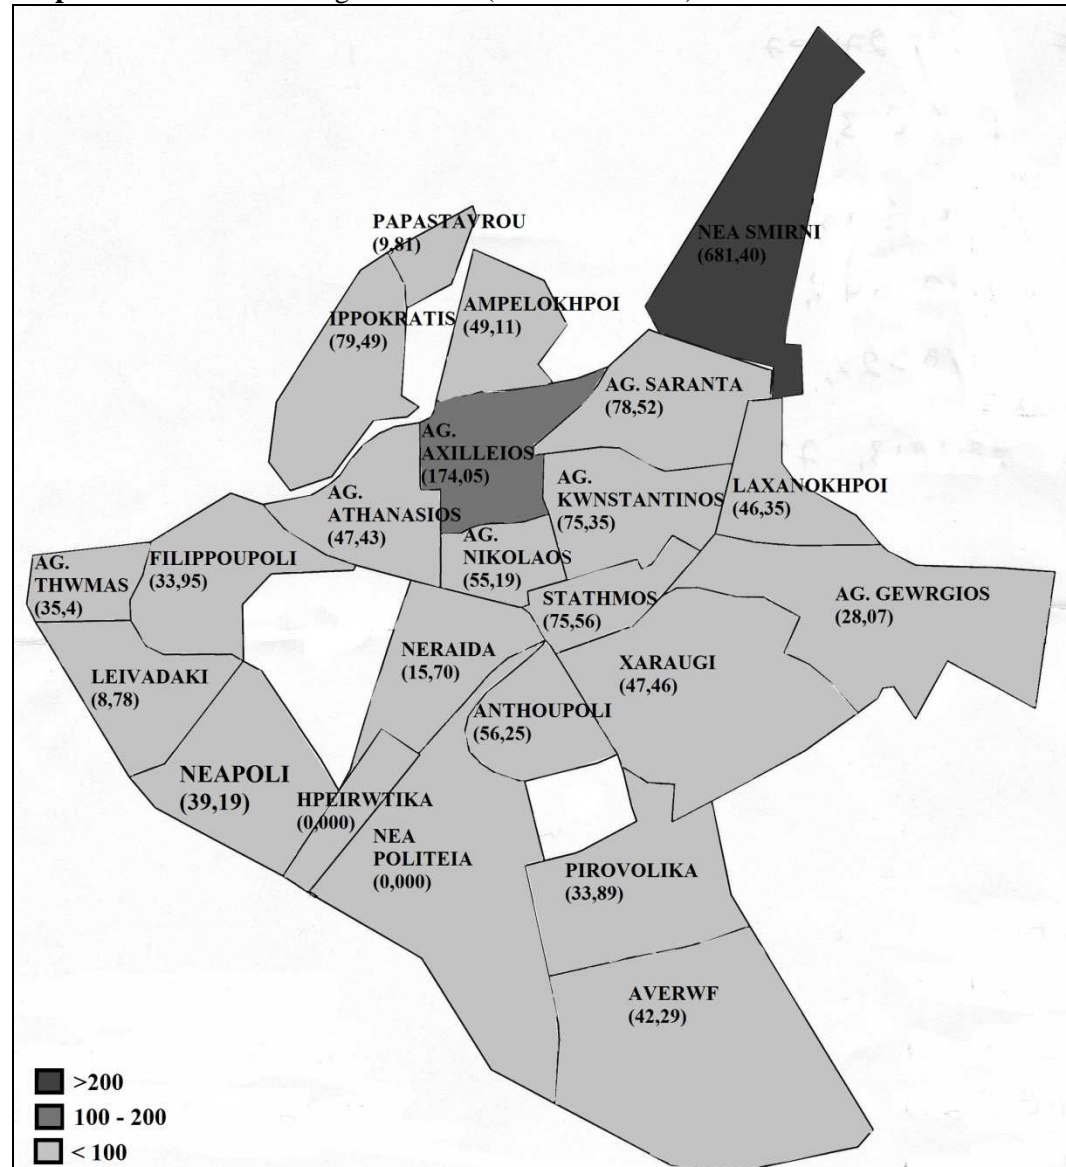 PAPASTAVROU
(9,81)
NEA SMIRNI
(681,40)
IPPOKRATIS
(79,49)
AMPELOKHPOI
(49,11)
AG. SARANTA
(78,52)
AG.
AXILLEIOS
(174,05)
AG.
KWNSTANTINOS
(75,35)
LAXANOKHPOI
(46,35)
AG.
ATHANASIOS
(47,43)
AG.
NIKOLAOS
(55,19)
AG.
THWMAS
(35,4)
FILIPPOUPOLI
(33,95)
STATHMOS
(75,56)
AG. GEWRGIOS
(28,07)
NERAIDA
(15,70)
XARAUGI
(47,46)
LEIVADAKI
(8,78)
ANTHOUPOLI
(56,25)
NEAPOLI
(39,19)
HPEIRWTIKA
(0,000)
NEA
POLITEIA
(0,000)
PIROVOLIKA
(33,89)
AVERWF
(42,29)
>200
100 - 200
< 100